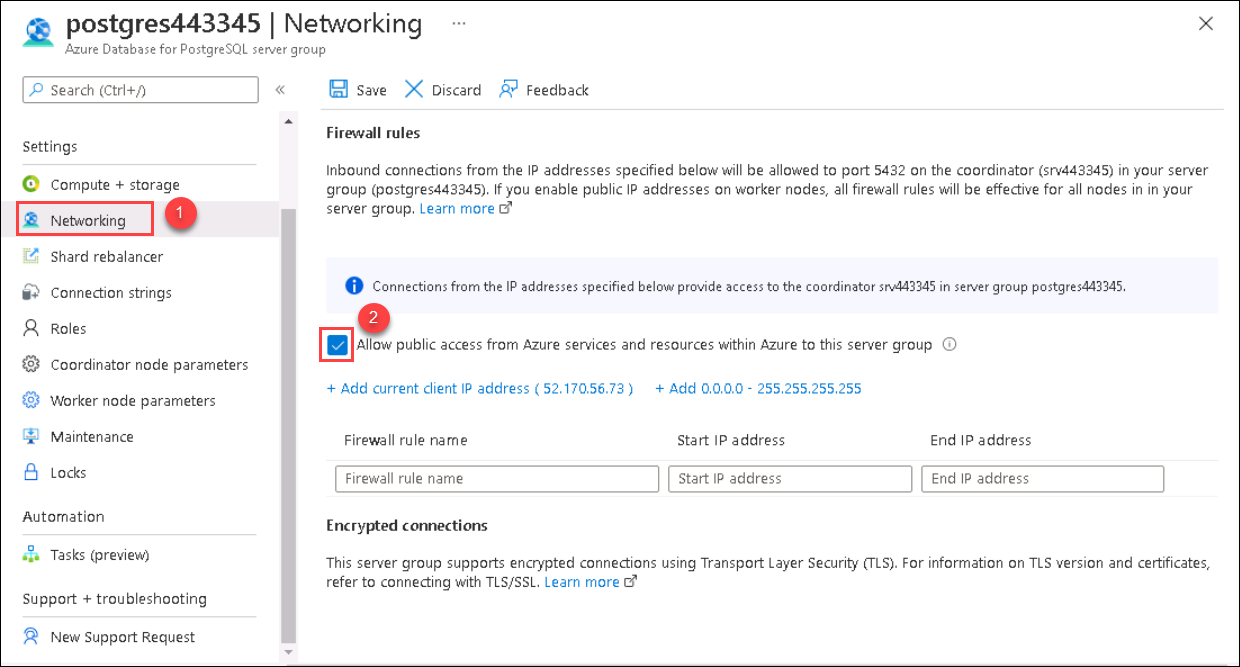 postgres443345 | Networking ...
Azure Database for PostgreSQL server group
Search (Ctrl+/)
«
Save
Discard
Feedback
Settings
Compute + storage
Networking
1
Shard rebalancer
Connection strings
Roles
Coordinator node parameters
Worker node parameters
Maintenance
Locks
Automation
Tasks (preview)
Support + troubleshooting
New Support Request
Firewall rules
Inbound connections from the IP addresses specified below will be allowed to port 5432 on the coordinator (srv443345) in your server
group (postgres443345). If you enable public IP addresses on worker nodes, all firewall rules will be effective for all nodes in in your
server group. Learn more
Connections from the IP addresses specified below provide access to the coordinator srv443345 in server group postgres443345.
2
Allow public access from Azure services and resources within Azure to this server group
+ Add current client IP address ( 52.170.56.73 ) + Add 0.0.0.0 - 255.255.255.255
Firewall rule name Start IP address End IP address
Firewall rule name Start IP address End IP address
Encrypted connections
This server group supports encrypted connections using Transport Layer Security (TLS). For information on TLS version and certificates,
refer to connecting with TLS/SSL. Learn more